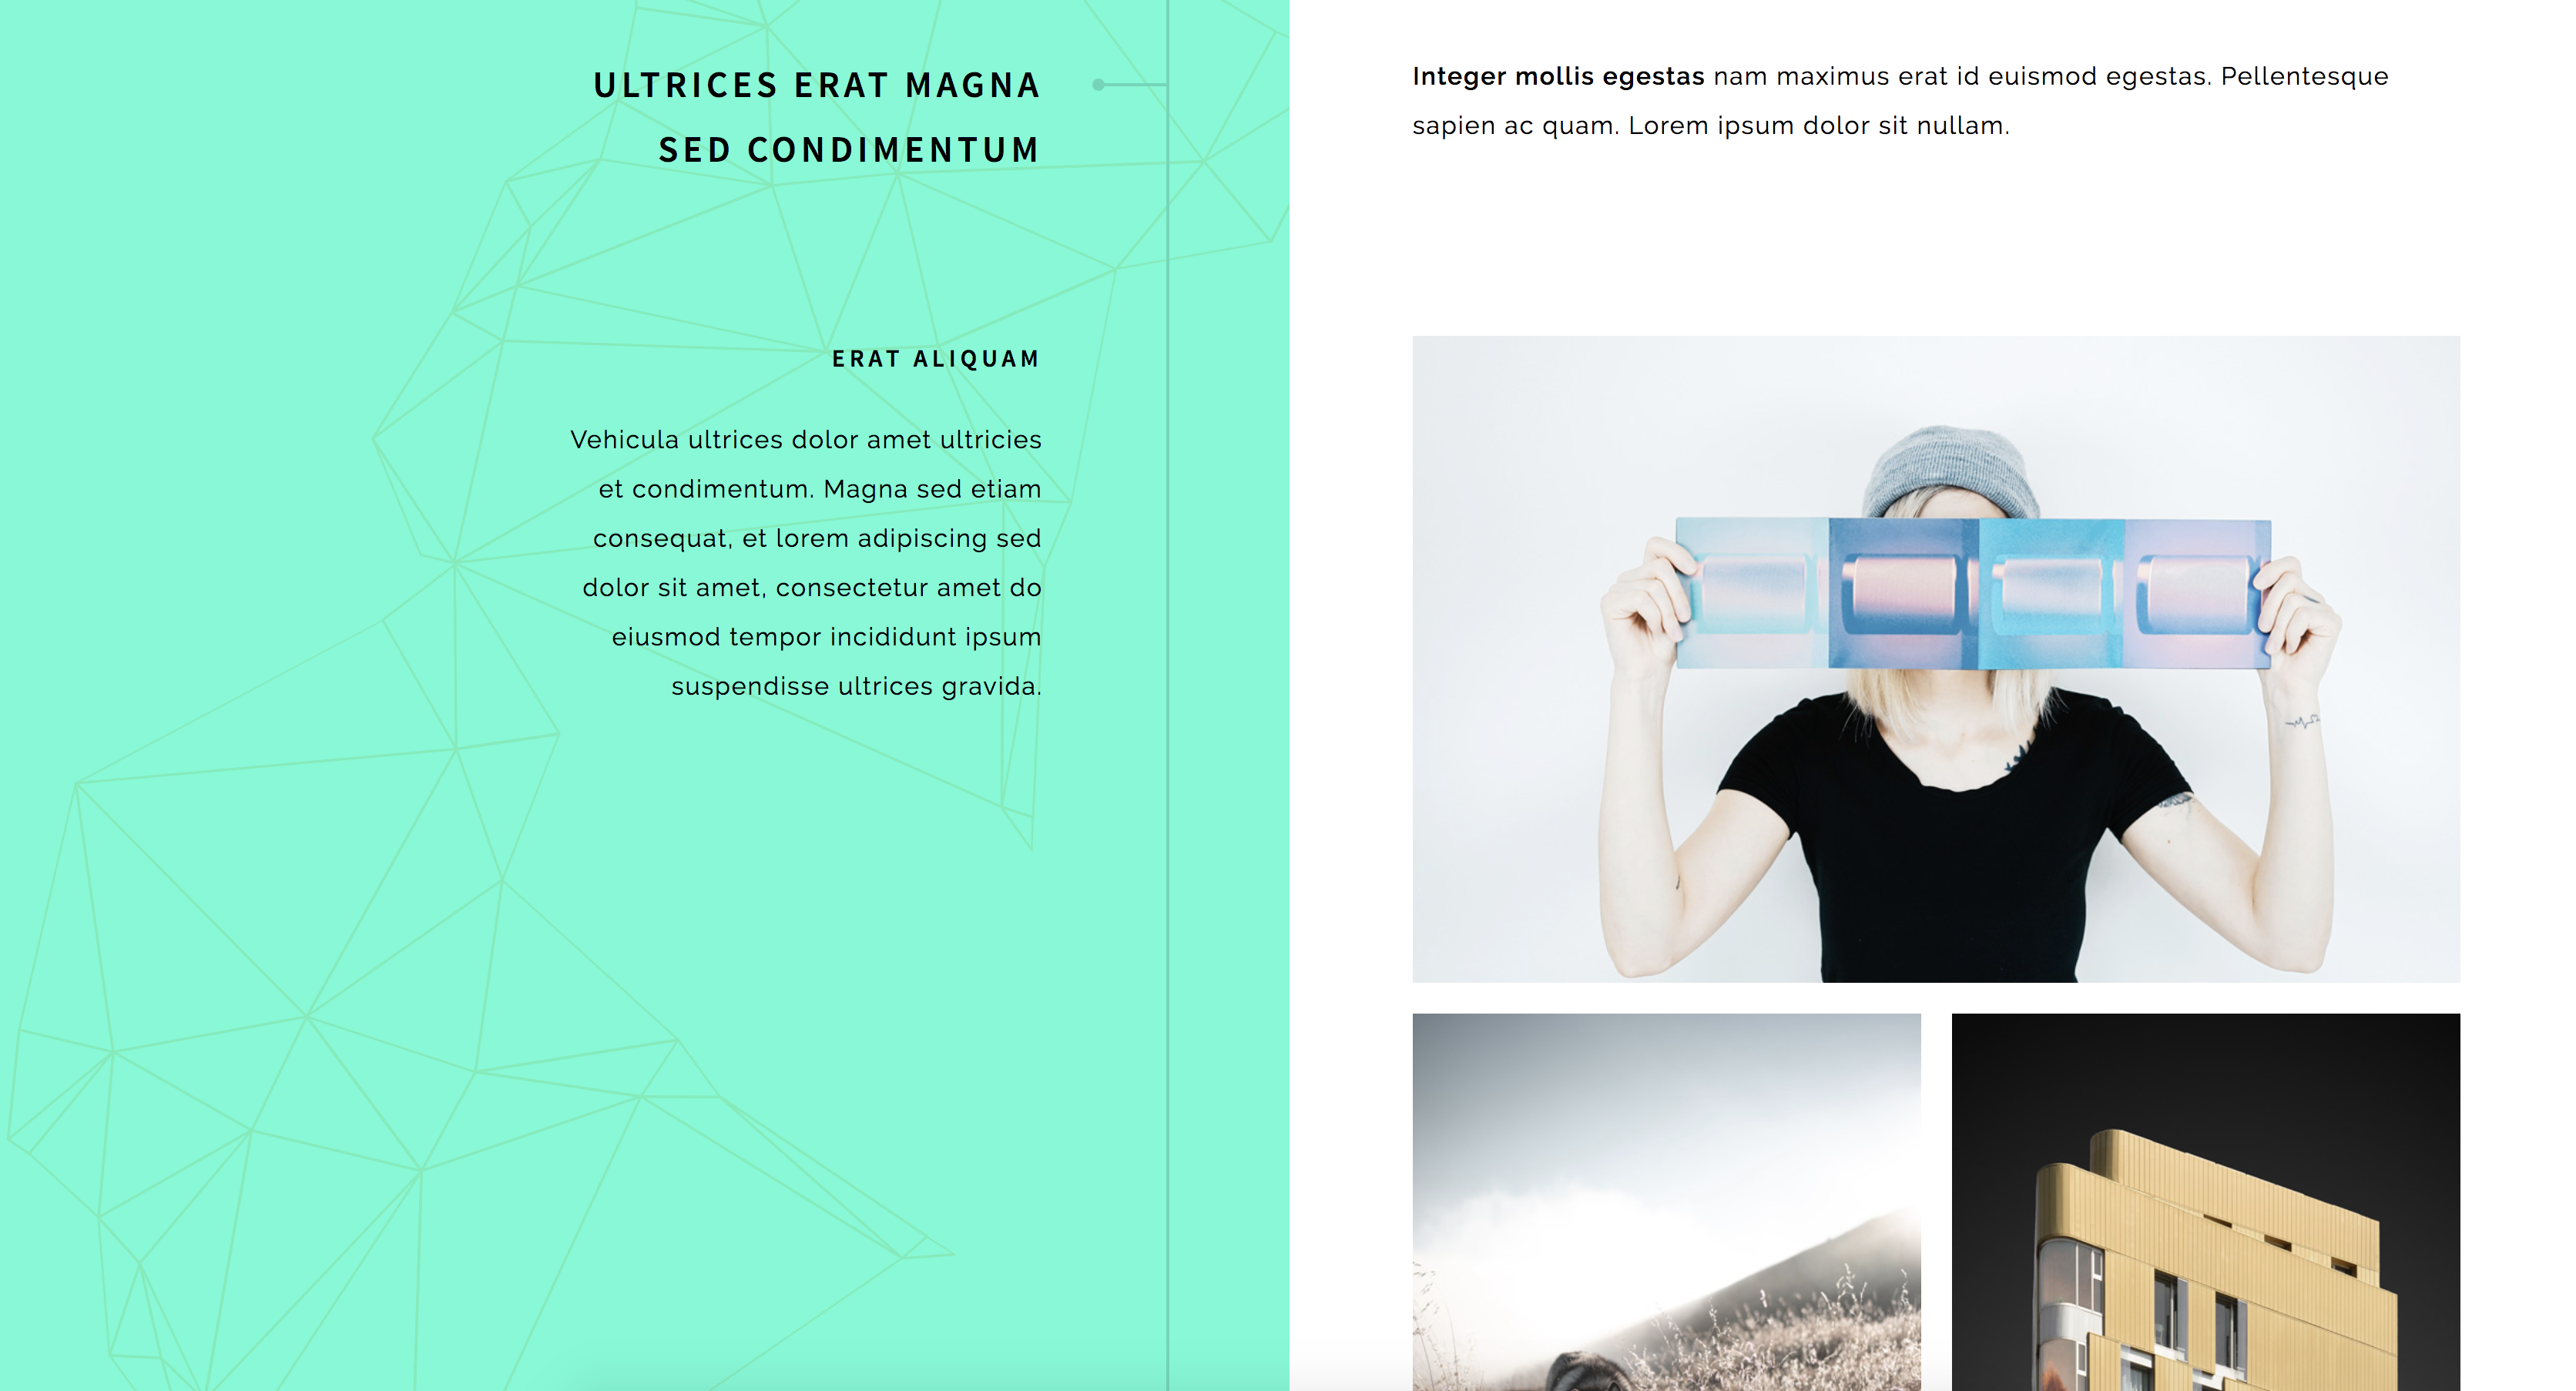 ULTRICES ERAT MAGNA
SED CONDIMENTUM
ERAT ALIQUAM
Vehicula ultrices dolor amet ultricies
et condimentum. Magna sed etiam
consequat, et lorem adipiscing sed
dolor sit amet, consectetur amet do
eiusmod tempor incididunt ipsum
suspendisse ultrices gravida.
Integer mollis egestas nam maximus erat id euismod egestas. Pellentesque
sapien ac quam. Lorem ipsum dolor sit nullam.